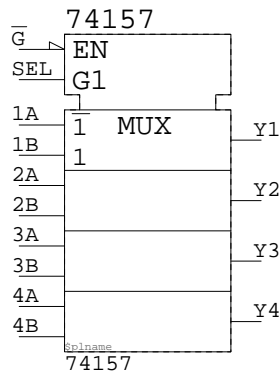 74157
G̅ EN
SEL G1
1A 1̅ MUX Y1
1B 1
2A Y2
2B
3A Y3
3B
4A Y4
4B
$plname
74157